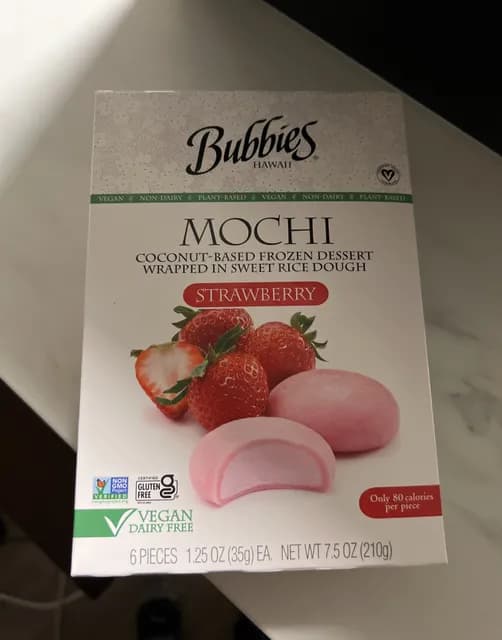 Bubbies
HAWAII
VEGAN // NON-DAIRY // PLANT-BASED // VEGAN // NON-DAIRY // PLANT-BASED
MOCHI
COCONUT-BASED FROZEN DESSERT
WRAPPED IN SWEET RICE DOUGH
STRAWBERRY
NON
GMO
Project
VERIFIED
CERTIFIED
GLUTEN
FREE
Only 80 calories
per piece
VEGAN
DAIRY FREE
6 PIECES 1.25 OZ (35g) EA. NET WT 7.5 OZ (210g)